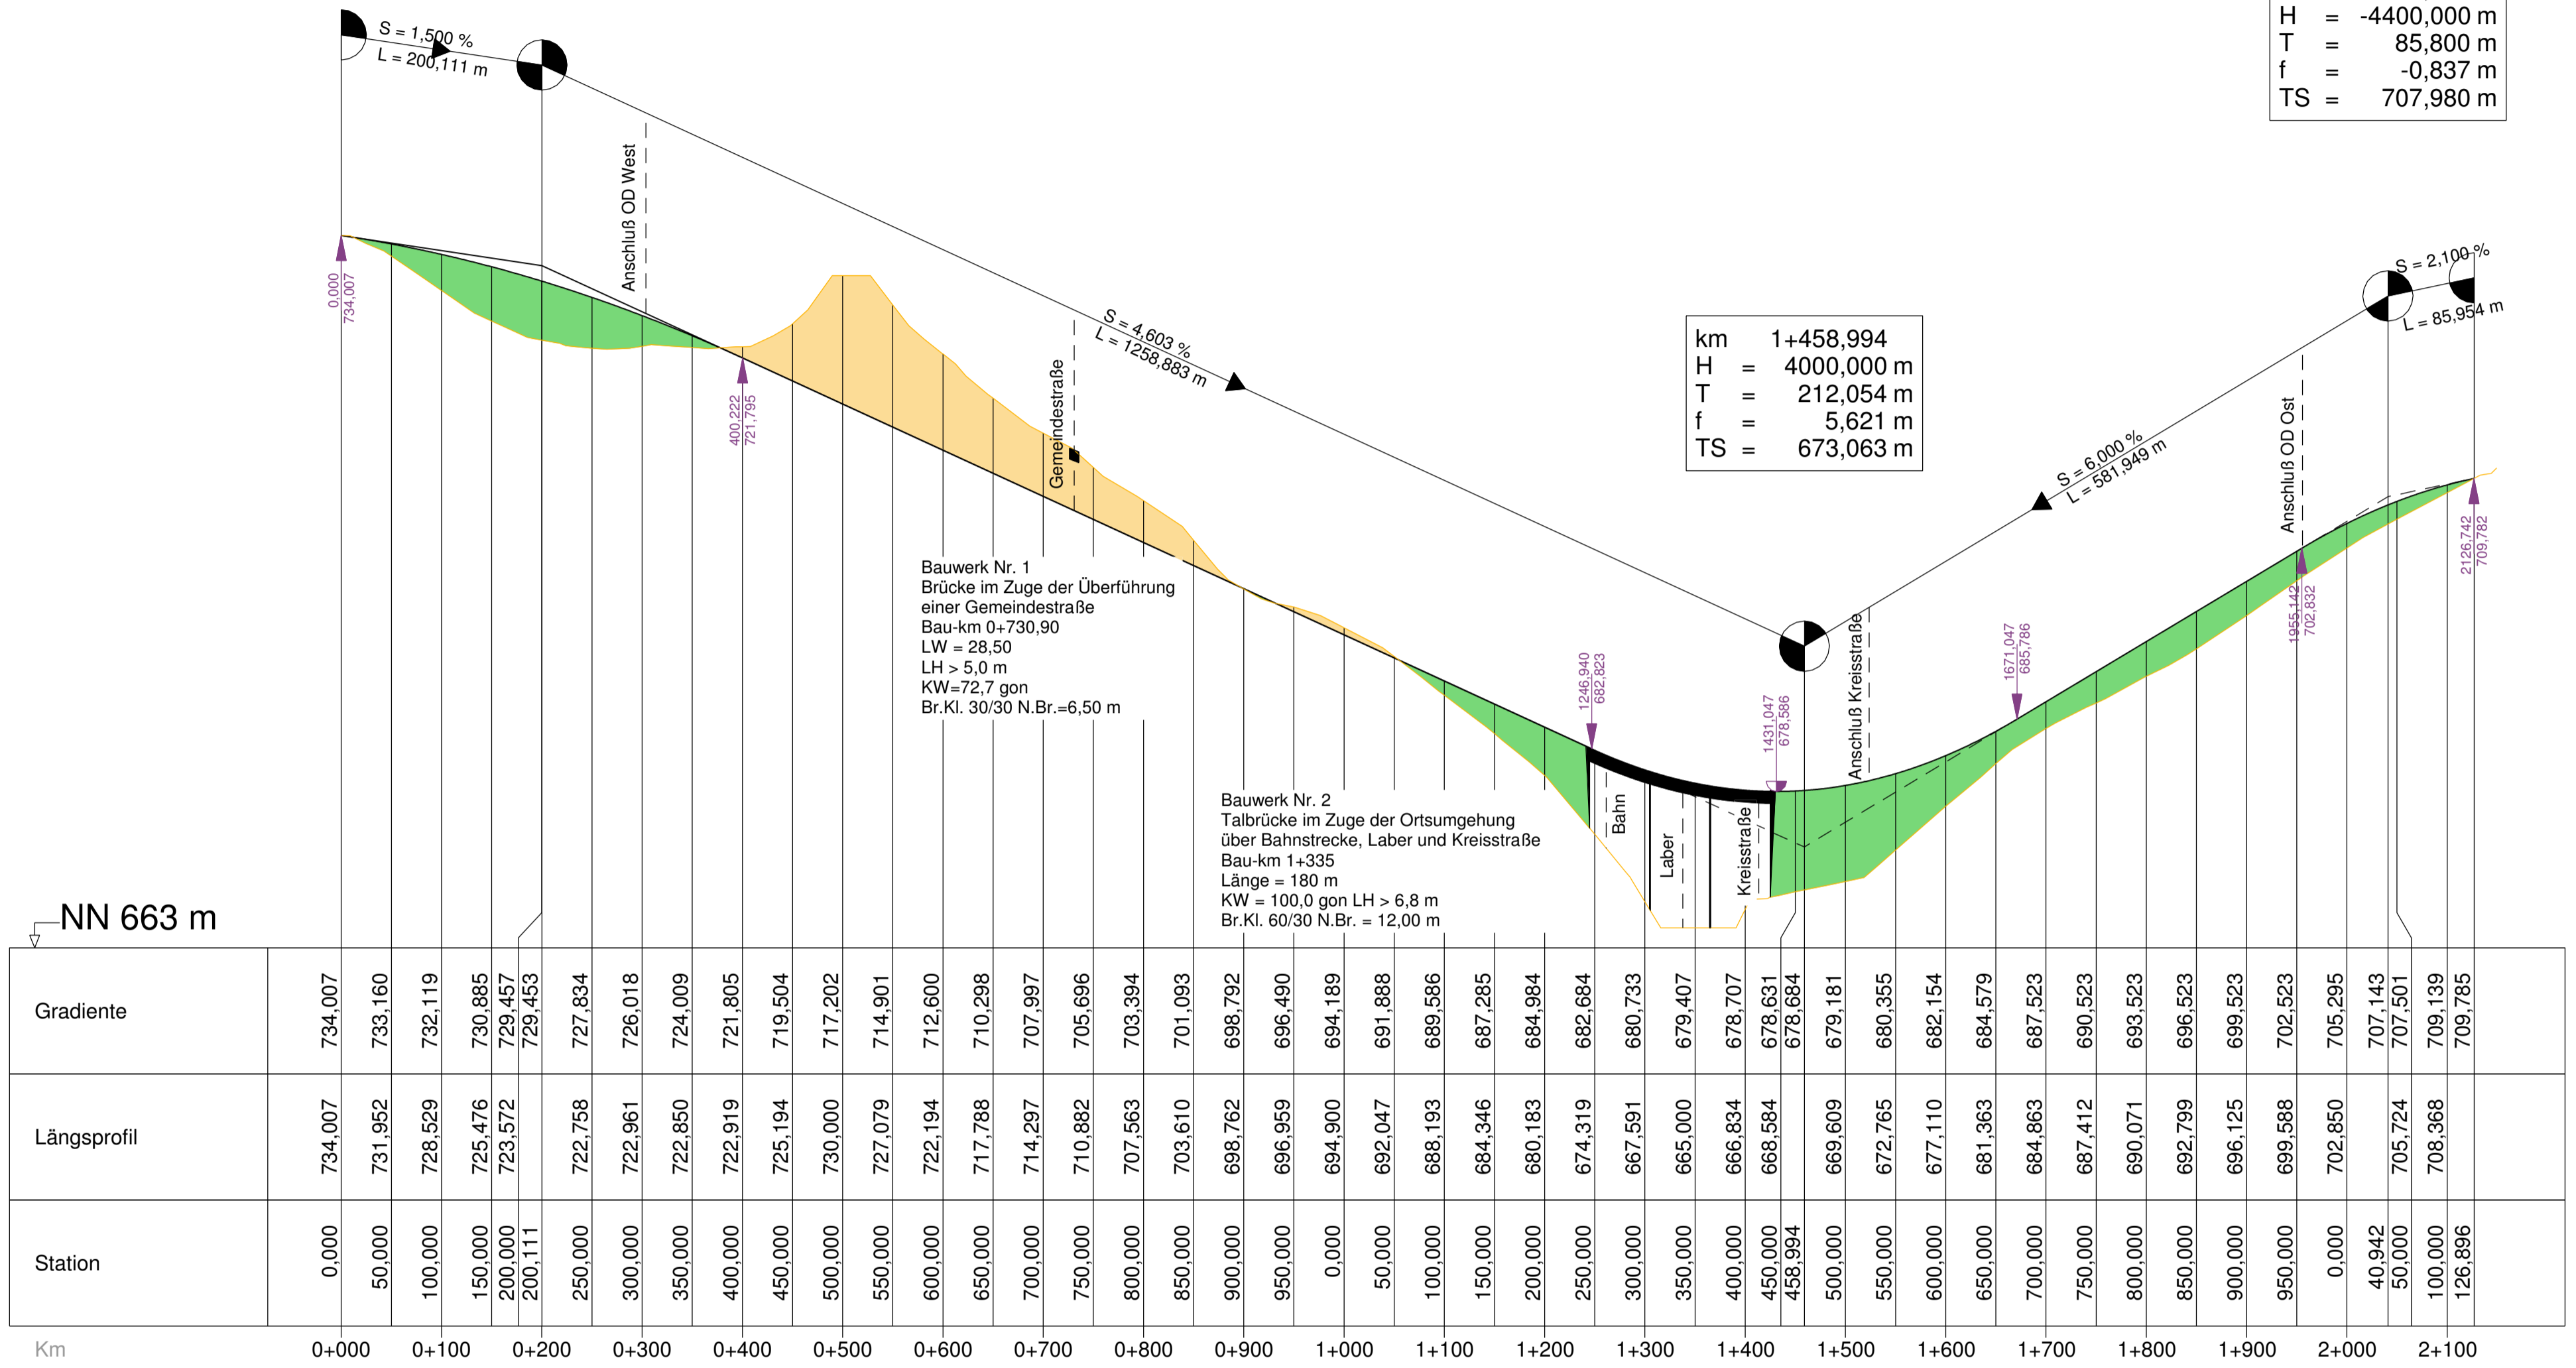 H = -4400,000 m
T = 85,800 m
f = -0,837 m
TS = 707,980 m
S = 1,500 %
L = 200,111 m
Anschluß OD West
0,000
734,007
400,222
721,795
Gemeindestraße
S = 4,603 %
L = 1258,883 m
km 1+458,994
H = 4000,000 m
T = 212,054 m
f = 5,621 m
TS = 673,063 m
S = 6,000 %
L = 581,949 m
S = 2,100 %
L = 85,954 m
Anschluß OD Ost
2126,742
709,782
1955,142
702,832
1671,047
685,786
Anschluß Kreisstraße
1431,047
678,586
1246,940
682,823
Bauwerk Nr. 1
Brücke im Zuge der Überführung
einer Gemeindestraße
Bau-km 0+730,90
LW = 28,50
LH > 5,0 m
KW=72,7 gon
Br.Kl. 30/30 N.Br.=6,50 m
Bauwerk Nr. 2
Talbrücke im Zuge der Ortsumgehung
über Bahnstrecke, Laber und Kreisstraße
Bau-km 1+335
Länge = 180 m
KW = 100,0 gon LH > 6,8 m
Br.Kl. 60/30 N.Br. = 12,00 m
Bahn
Laber
Kreisstraße
NN 663 m
Gradiente 734,007 733,160 732,119 730,885 729,457 729,453 727,834 726,018 724,009 721,805 719,504 717,202 714,901 712,600 710,298 707,997 705,696 703,394 701,093 698,792 696,490 694,189 691,888 689,586 687,285 684,984 682,684 680,733 679,407 678,707 678,631 678,684 679,181 680,355 682,154 684,579 687,523 690,523 693,523 696,523 699,523 702,523 705,295 707,143 707,501 709,139 709,785
Längsprofil 734,007 731,952 728,529 725,476 723,572 722,758 722,961 722,850 722,919 725,194 730,000 727,079 722,194 717,788 714,297 710,882 707,563 703,610 698,762 696,959 694,900 692,047 688,193 684,346 680,183 674,319 667,591 665,000 666,834 668,584 669,609 672,765 677,110 681,363 684,863 687,412 690,071 692,799 696,125 699,588 702,850 705,724 708,368
Station 0,000 50,000 100,000 150,000 200,000 200,111 250,000 300,000 350,000 400,000 450,000 500,000 550,000 600,000 650,000 700,000 750,000 800,000 850,000 900,000 950,000 0,000 50,000 100,000 150,000 200,000 250,000 300,000 350,000 400,000 450,000 458,994 500,000 550,000 600,000 650,000 700,000 750,000 800,000 850,000 900,000 950,000 0,000 40,942 50,000 100,000 126,896
Km 0+000 0+100 0+200 0+300 0+400 0+500 0+600 0+700 0+800 0+900 1+000 1+100 1+200 1+300 1+400 1+500 1+600 1+700 1+800 1+900 2+000 2+100